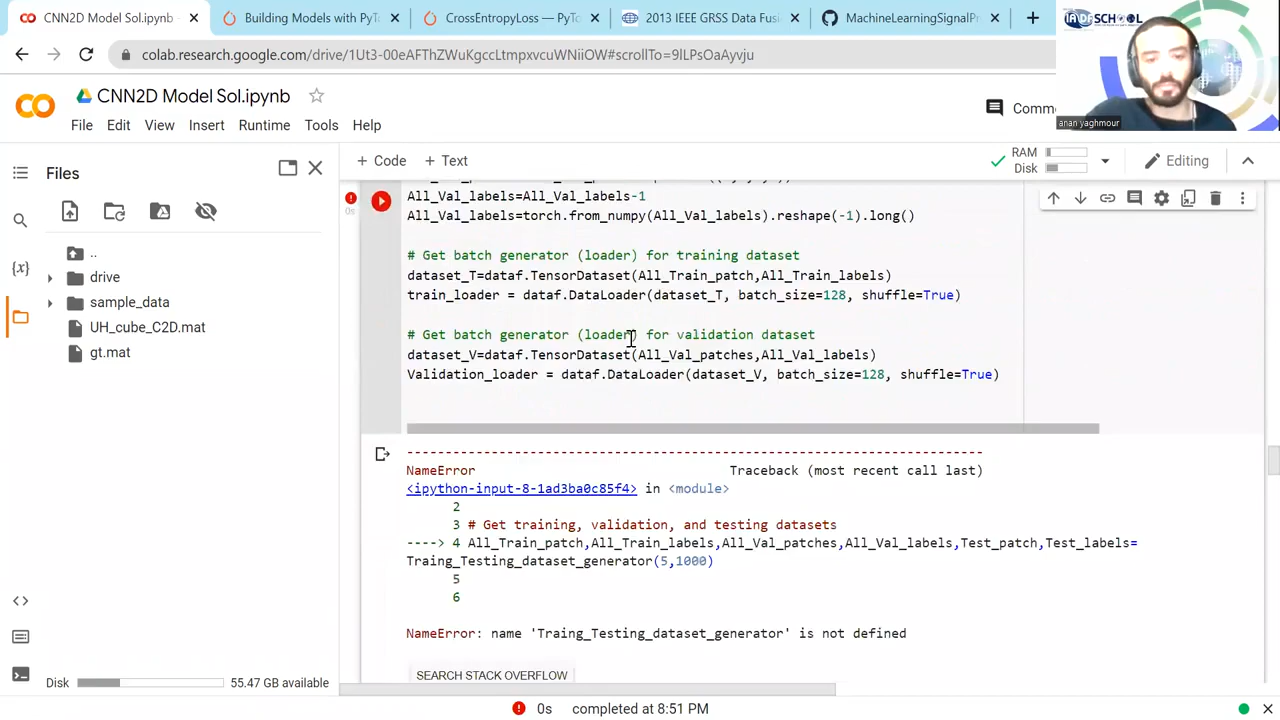 CNN2D Model Sol.ipynb -
Building Models with PyT
CrossEntropyLoss — PyTo
2013 IEEE GRSS Data Fusi
MachineLearningSignalPr
colab.research.google.com/drive/1Ut3-00eAFThZWuKgccLtnpxvcuWNiiOW#scrollTo=9lLPsOaAyvju
IADFSCHOOL
anan yaghmour
CNN2D Model Sol.ipynb
File Edit View Insert Runtime Tools Help
Comme
Files
+ Code + Text
RAM
Disk
Editing
..
drive
sample_data
UH_cube_C2D.mat
gt.mat
0s
All_Val_labels=All_Val_labels-1
All_Val_labels=torch.from_numpy(All_Val_labels).reshape(-1).long()
# Get batch generator (loader) for training dataset
dataset_T=dataf.TensorDataset(All_Train_patch,All_Train_labels)
train_loader = dataf.DataLoader(dataset_T, batch_size=128, shuffle=True)
# Get batch generator (loader) for validation dataset
dataset_V=dataf.TensorDataset(All_Val_patches,All_Val_labels)
Validation_loader = dataf.DataLoader(dataset_V, batch_size=128, shuffle=True)
---------------------------------------------------------------------------
NameError Traceback (most recent call last)
<ipython-input-8-1ad3ba0c85f4> in <module>
2
3 # Get training, validation, and testing datasets
----> 4 All_Train_patch,All_Train_labels,All_Val_patches,All_Val_labels,Test_patch,Test_labels=
Traing_Testing_dataset_generator(5,1000)
5
6
NameError: name 'Traing_Testing_dataset_generator' is not defined
SEARCH STACK OVERFLOW
Disk 55.47 GB available
0s completed at 8:51 PM